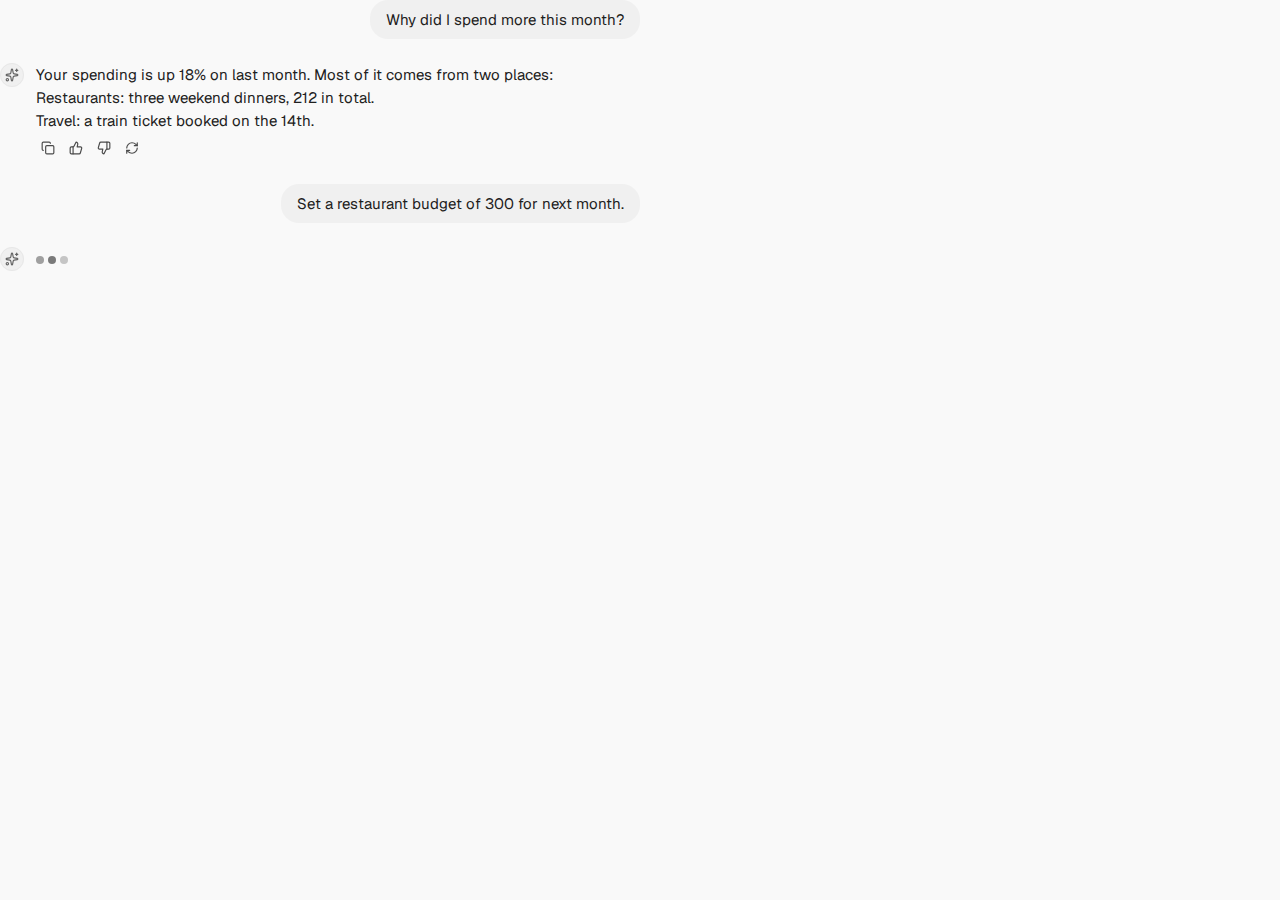 Why did I spend more this month?
Your spending is up 18% on last month. Most of it comes from two places:
Restaurants: three weekend dinners, 212 in total.
Travel: a train ticket booked on the 14th.
Set a restaurant budget of 300 for next month.